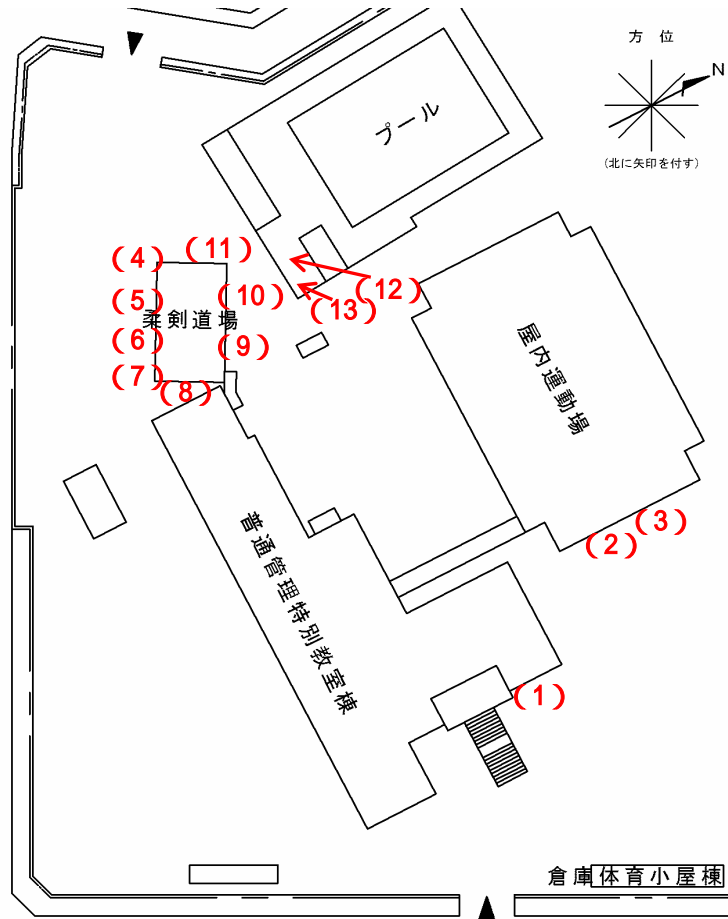 方 位
N
(北に矢印を付す)
プール
(11)
(4)
(10)
(12)
(5)
(13)
柔剣道場
(6)
(9)
屋内運動場
(7)
(8)
(3)
(2)
普通管理特別教室棟
(1)
倉庫体育小屋棟